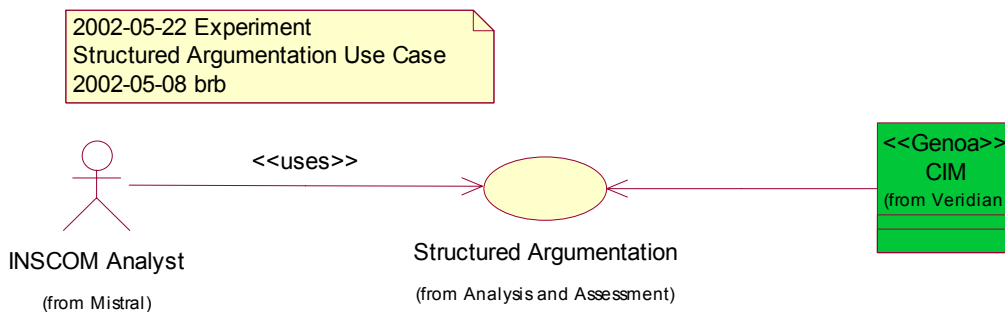 2002-05-22 Experiment
Structured Argumentation Use Case
2002-05-08 brb
<<uses>>
<<Genoa>>
CIM
(from Veridian
INSCOM Analyst
(from Mistral)
Structured Argumentation
(from Analysis and Assessment)